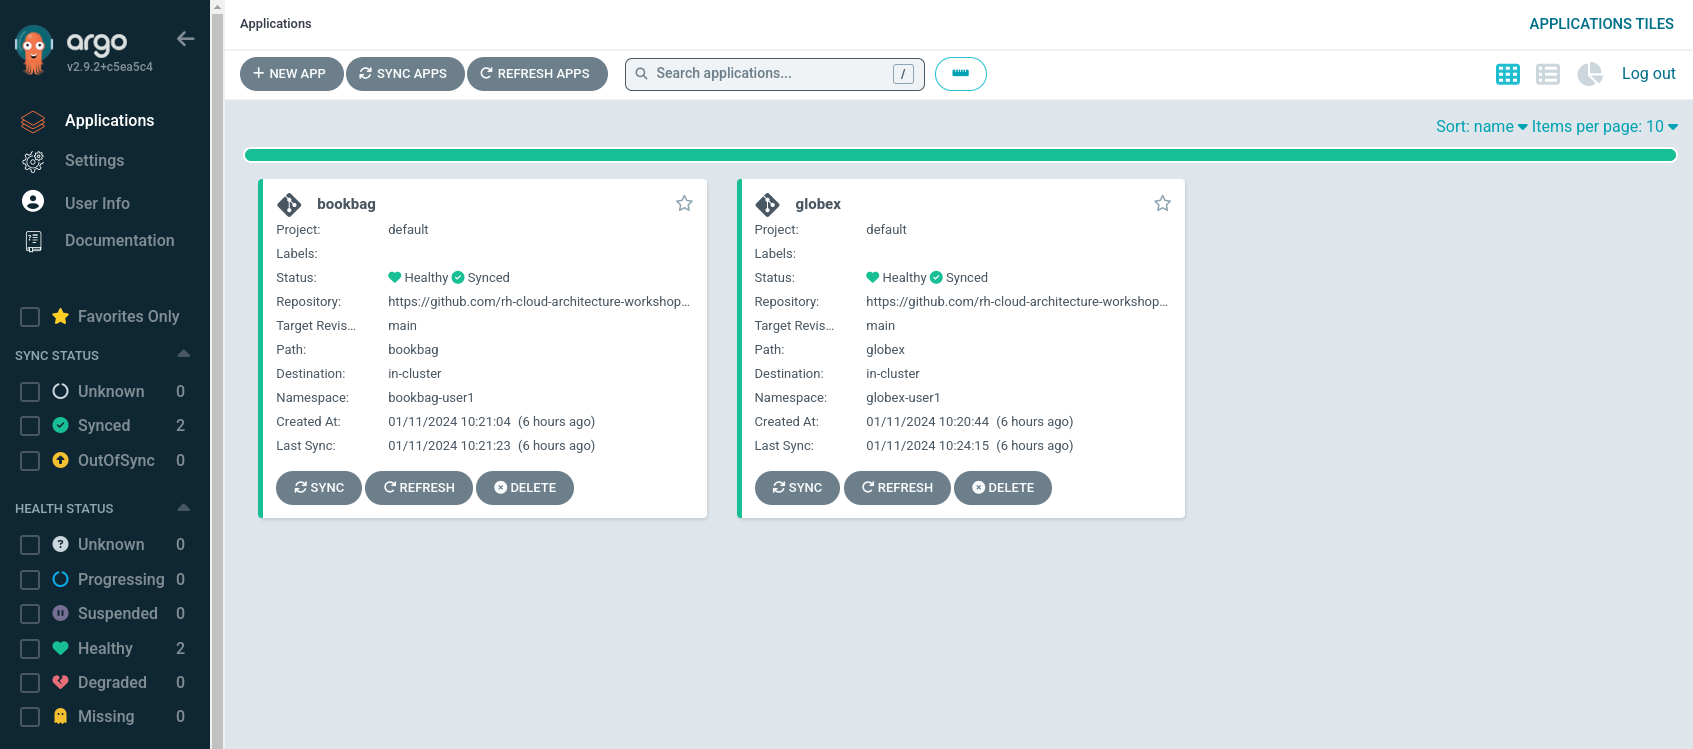 argo
v2.9.2+c5ea5c4
Applications
Settings
User Info
Documentation
Favorites Only
SYNC STATUS
Unknown 0
Synced 2
OutOfSync 0
HEALTH STATUS
Unknown 0
Progressing 0
Suspended 0
Healthy 2
Degraded 0
Missing 0
Applications
APPLICATIONS TILES
NEW APP SYNC APPS REFRESH APPS Search applications... / Log out
Sort: name Items per page: 10
bookbag
Project: default
Labels:
Status: Healthy Synced
Repository: https://github.com/rh-cloud-architecture-workshop...
Target Revis... main
Path: bookbag
Destination: in-cluster
Namespace: bookbag-user1
Created At: 01/11/2024 10:21:04 (6 hours ago)
Last Sync: 01/11/2024 10:21:23 (6 hours ago)
SYNC REFRESH DELETE
globex
Project: default
Labels:
Status: Healthy Synced
Repository: https://github.com/rh-cloud-architecture-workshop...
Target Revis... main
Path: globex
Destination: in-cluster
Namespace: globex-user1
Created At: 01/11/2024 10:20:44 (6 hours ago)
Last Sync: 01/11/2024 10:24:15 (6 hours ago)
SYNC REFRESH DELETE